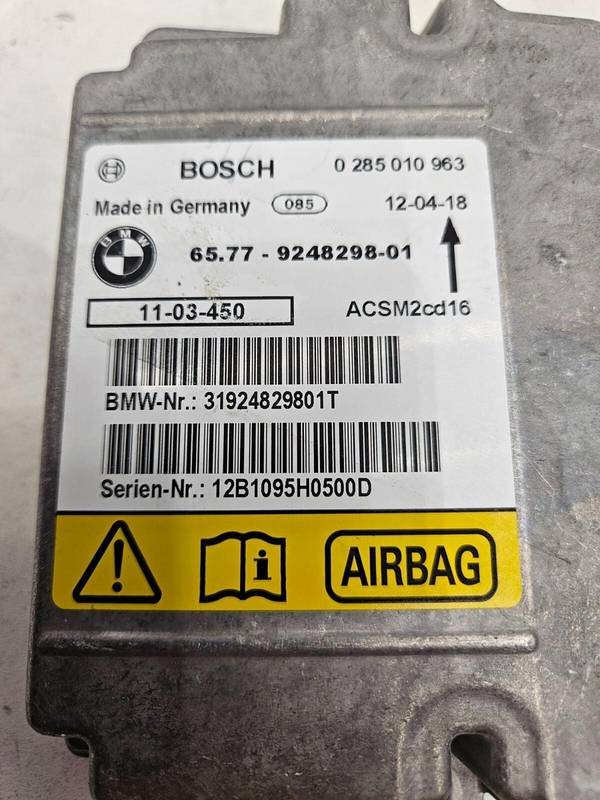 BOSCH 0 285 010 963
Made in Germany 085 12-04-18
BMW
65.77 - 9248298-01
11-03-450 ACSM2cd16
BMW-Nr.: 31924829801T
Serien-Nr.: 12B1095H0500D
! i AIRBAG